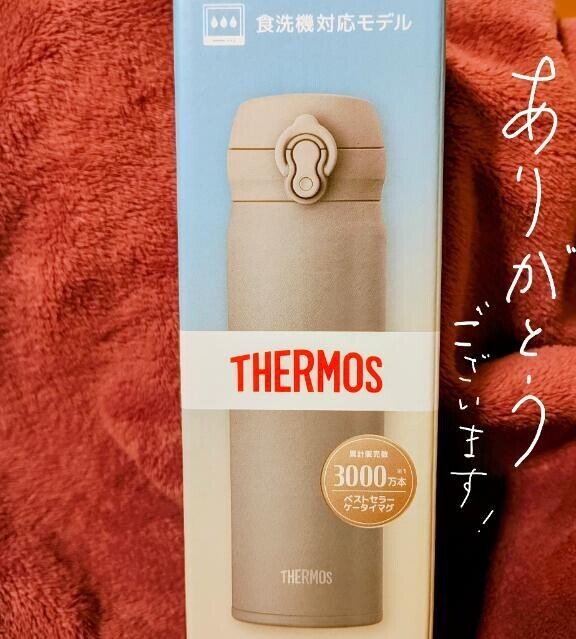 食洗機対応モデル
THERMOS
累計販売数
3000万本
※1
ベストセラー
ケータイマグ
THERMOS
ありがとう
ございます!